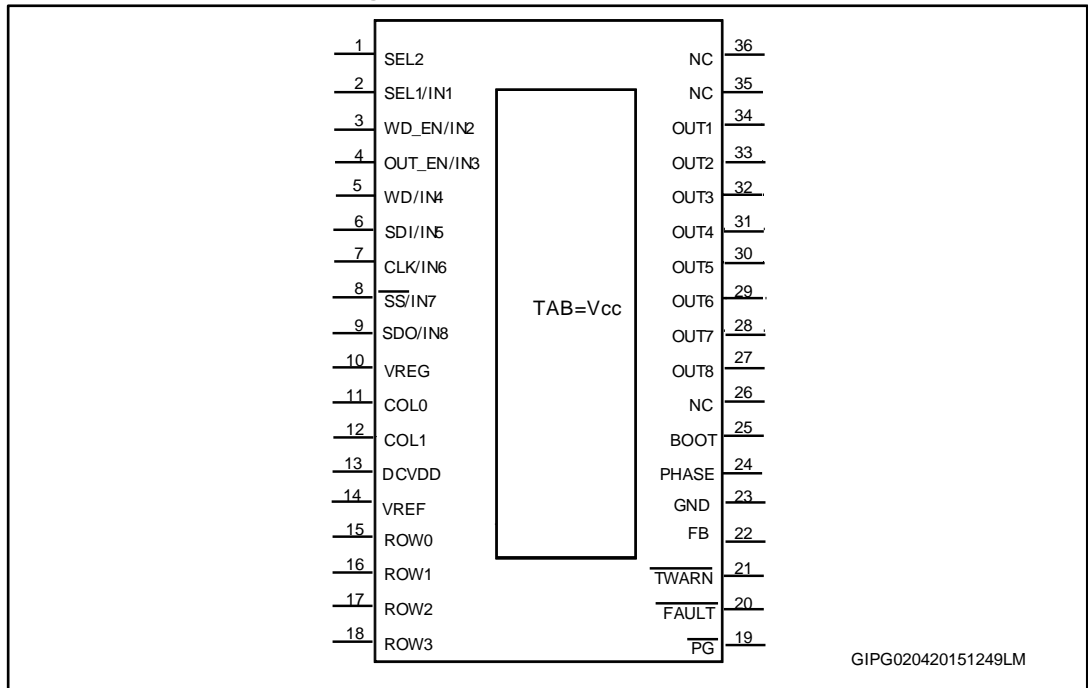 1 SEL2
2 SEL1/IN1
3 WD_EN/IN2
4 OUT_EN/IN3
5 WD/IN4
6 SDI/IN5
7 CLK/IN6
8 SS/IN7
9 SDO/IN8
10 VREG
11 COL0
12 COL1
13 DCVDD
14 VREF
15 ROW0
16 ROW1
17 ROW2
18 ROW3
TAB=Vcc
NC 36
NC 35
OUT1 34
OUT2 33
OUT3 32
OUT4 31
OUT5 30
OUT6 29
OUT7 28
OUT8 27
NC 26
BOOT 25
PHASE 24
GND 23
FB 22
TWARN 21
FAULT 20
PG 19
GIPG020420151249LM